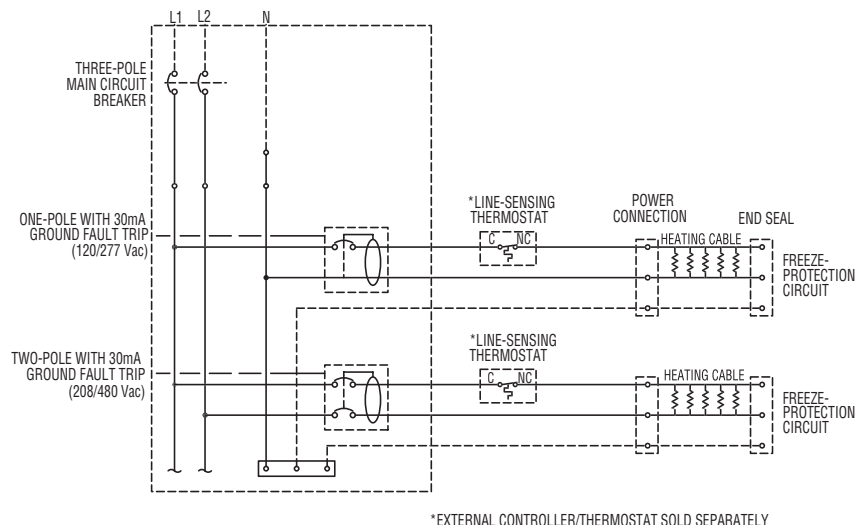 L1 L2 N
THREE-POLE
MAIN CIRCUIT
BREAKER
ONE-POLE WITH 30mA
GROUND FAULT TRIP
(120/277 Vac)
*LINE-SENSING
THERMOSTAT
C NC
POWER
CONNECTION
END SEAL
HEATING CABLE
FREEZE-
PROTECTION
CIRCUIT
TWO-POLE WITH 30mA
GROUND FAULT TRIP
(208/480 Vac)
*LINE-SENSING
THERMOSTAT
C NC
HEATING CABLE
FREEZE-
PROTECTION
CIRCUIT
*EXTERNAL CONTROLLER/THERMOSTAT SOLD SEPARATELY